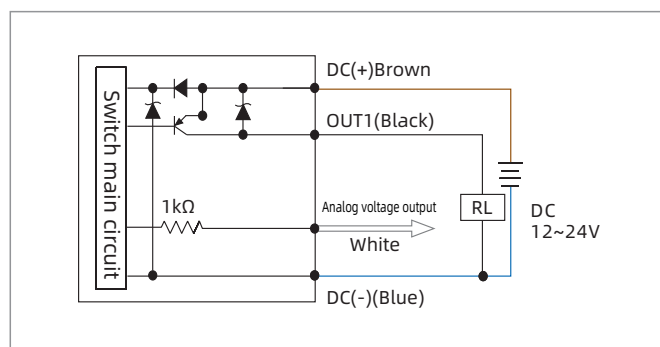 DC(+)Brown
OUT1(Black)
Switch main circuit
1kΩ
Analog voltage output
White
RL
DC
12~24V
DC(-)(Blue)